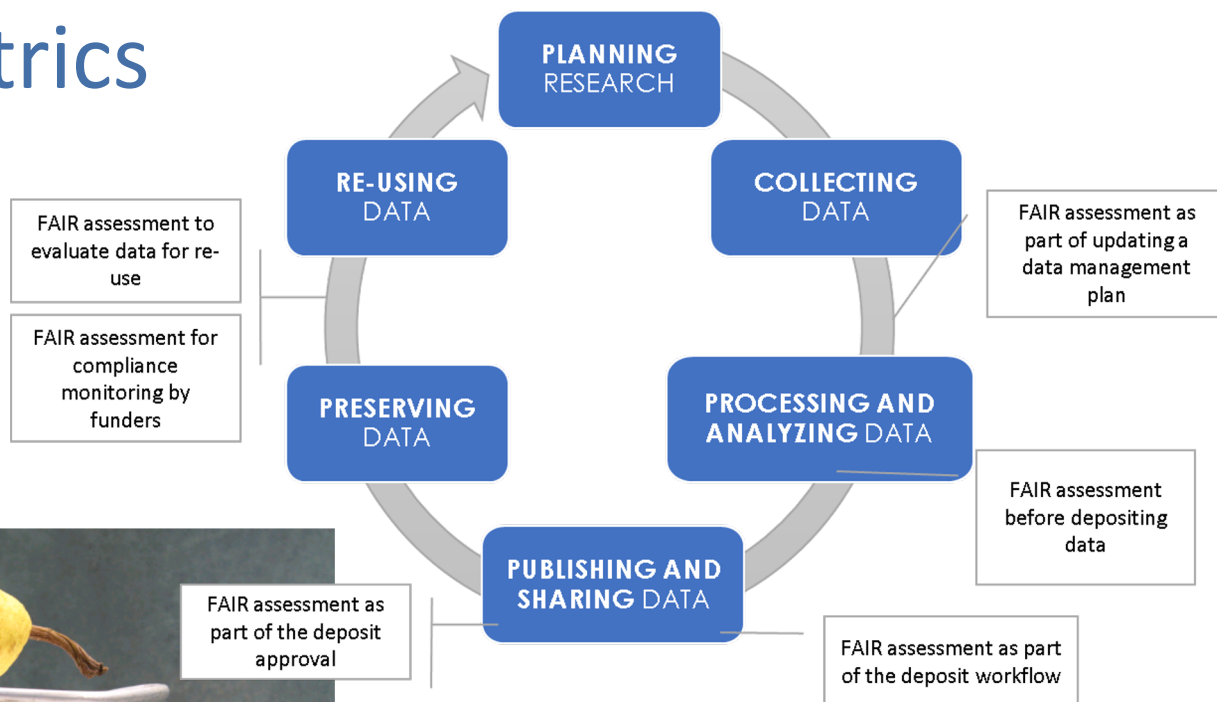 trics
PLANNING
RESEARCH
COLLECTING
DATA
FAIR assessment as
part of updating a
data management
plan
PROCESSING AND
ANALYZING DATA
FAIR assessment
before depositing
data
PUBLISHING AND
SHARING DATA
FAIR assessment as part
of the deposit workflow
FAIR assessment as
part of the deposit
approval
PRESERVING
DATA
RE-USING
DATA
FAIR assessment to
evaluate data for re-
use
FAIR assessment for
compliance
monitoring by
funders